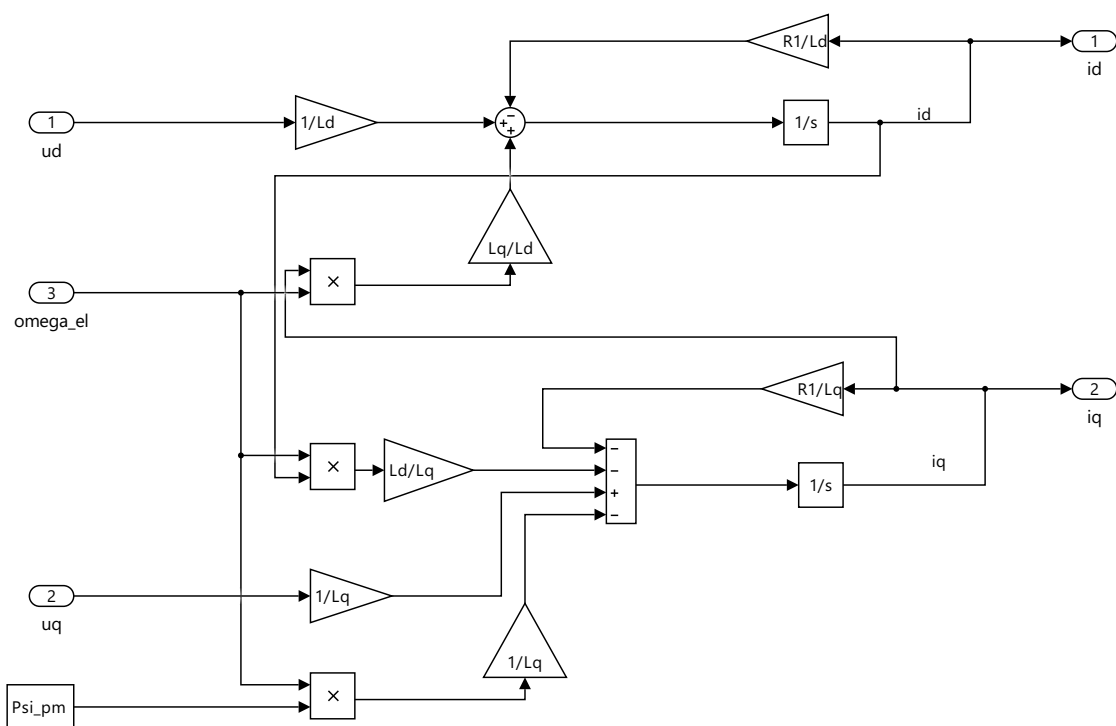 R1/Ld
1
id
1
ud
1/Ld
−
+
+
1/s
id
Lq/Ld
3
omega_el
×
R1/Lq
2
iq
×
Ld/Lq
−
−
+
−
1/s
iq
2
uq
1/Lq
1/Lq
Psi_pm
×